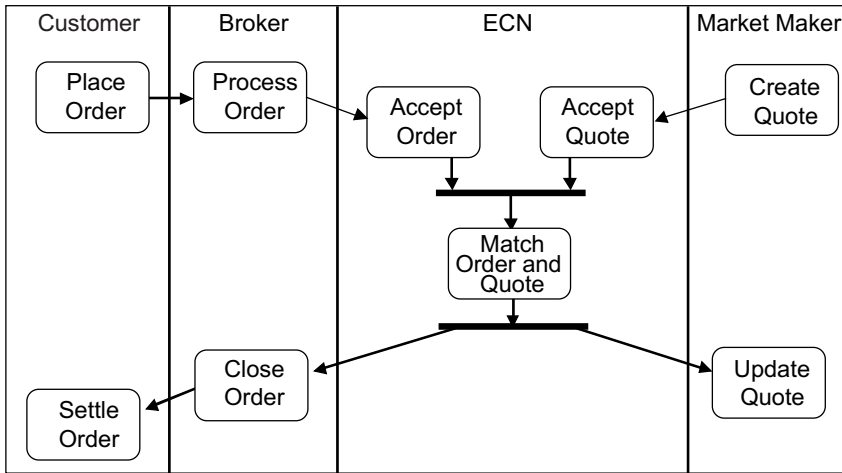 Customer
Broker
ECN
Market Maker
Place
Order
Process
Order
Accept
Order
Accept
Quote
Create
Quote
Match
Order and
Quote
Close
Order
Update
Quote
Settle
Order